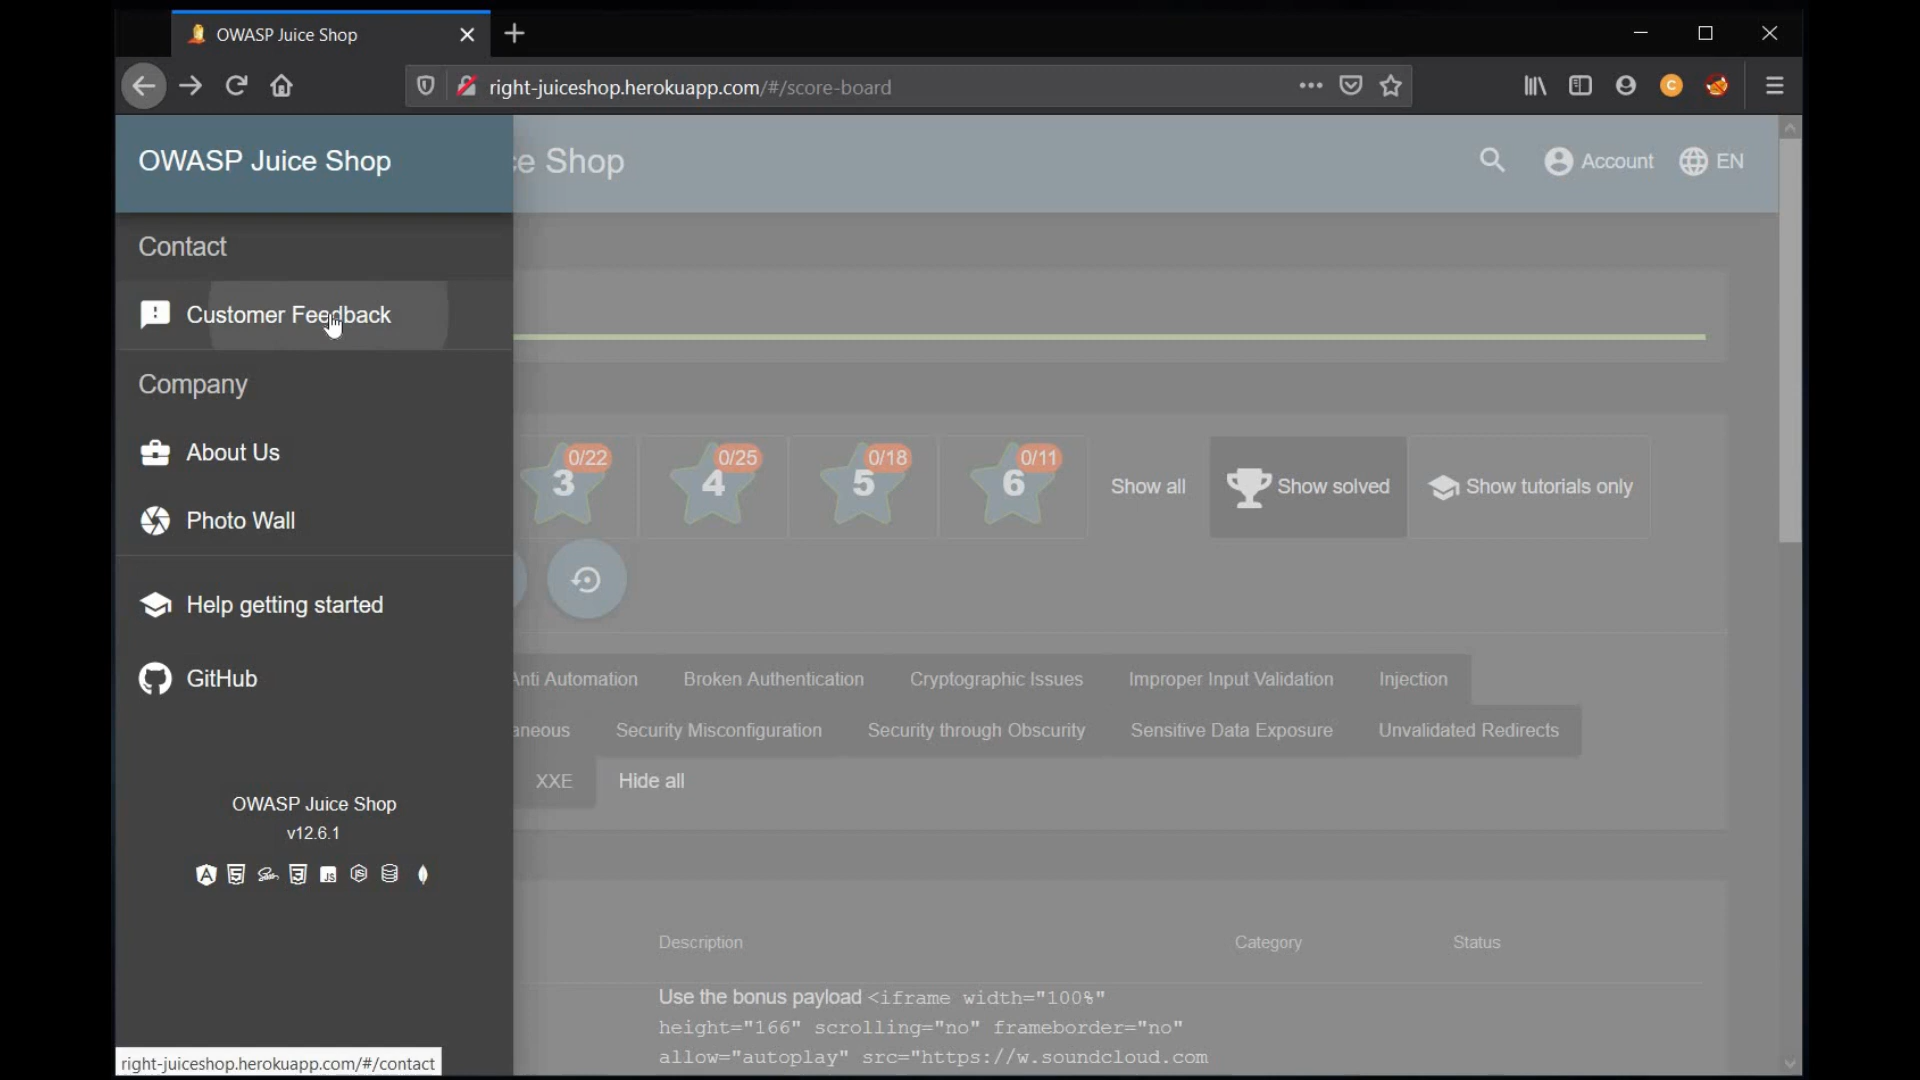 OWASP Juice Shop
right-juiceshop.herokuapp.com/#/score-board
OWASP Juice Shop
ce Shop
Account
EN
Contact
Customer Feedback
Company
About Us
Photo Wall
Help getting started
GitHub
OWASP Juice Shop
v12.6.1
0/22
3
0/25
4
0/18
5
0/11
6
Show all
Show solved
Show tutorials only
Anti Automation
Broken Authentication
Cryptographic Issues
Improper Input Validation
Injection
aneous
Security Misconfiguration
Security through Obscurity
Sensitive Data Exposure
Unvalidated Redirects
XXE
Hide all
Description
Category
Status
Use the bonus payload <iframe width="100%"
height="166" scrolling="no" frameborder="no"
allow="autoplay" src="https://w.soundcloud.com
right-juiceshop.herokuapp.com/#/contact